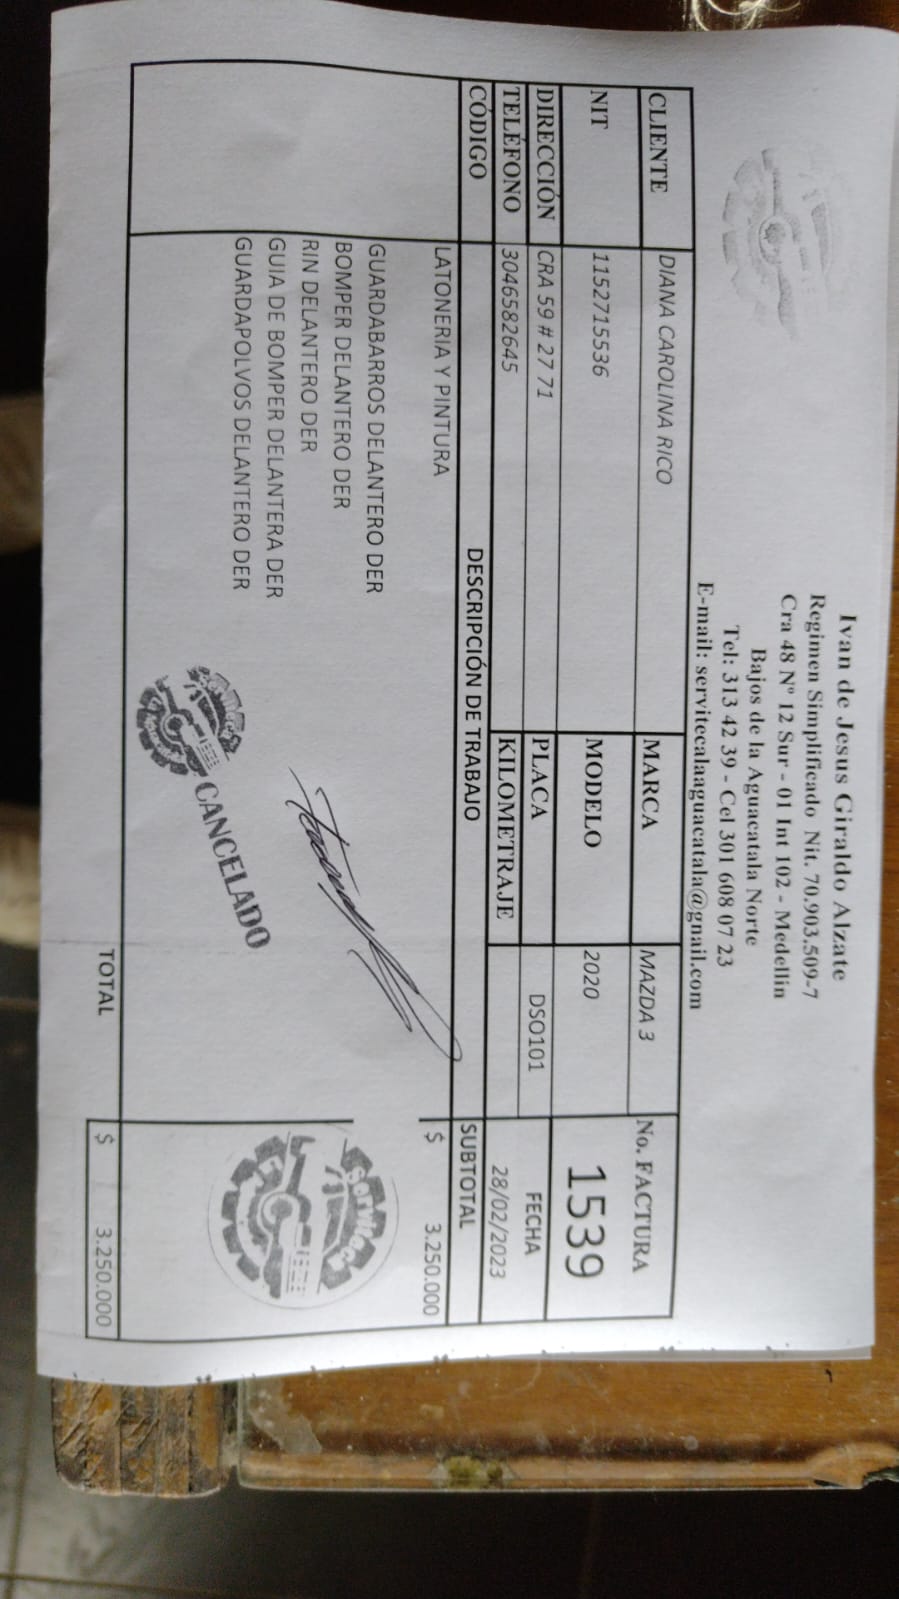 Ivan de Jesus Giraldo Alzate
Regimen Simplificado Nit. 70.903.509-7
Cra 48 Nº 12 Sur - 01 Int 102 - Medellin
Bajos de la Aguacatala Norte
Tel: 313 42 39 - Cel 301 608 07 23
E-mail: servitecalaaguacatala@gnail.com
CLIENTE DIANA CAROLINA RICO MARCA MAZDA 3 No. FACTURA
NIT 1152715536 MODELO 2020 1539
DIRECCIÓN CRA 59 # 27 71 PLACA DSO101 FECHA
TELÉFONO 3046582645 KILOMETRAJE 28/02/2023
CÓDIGO DESCRIPCIÓN DE TRABAJO SUBTOTAL
LATONERIA Y PINTURA $ 3.250.000
GUARDABARROS DELANTERO DER
BOMPER DELANTERO DER
RIN DELANTERO DER
GUIA DE BOMPER DELANTERA DER
GUARDAPOLVOS DELANTERO DER
CANCELADO
TOTAL $ 3.250.000